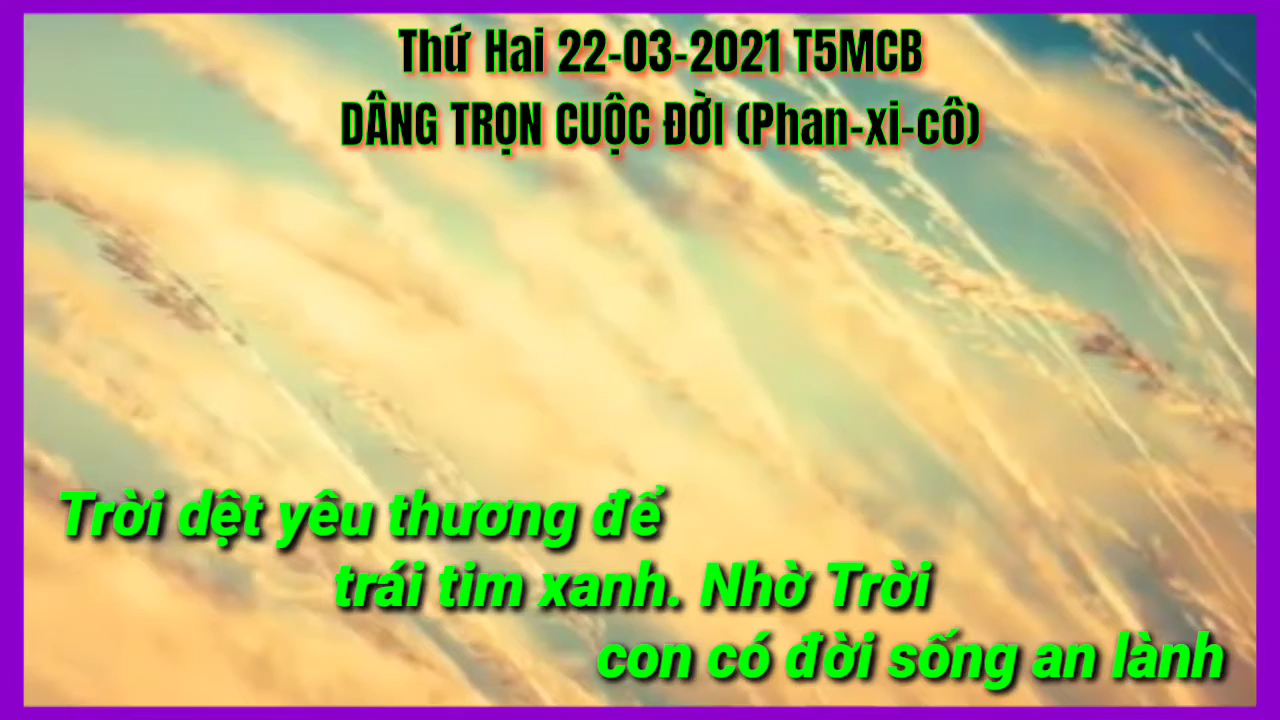 Thứ Hai 22-03-2021 T5MCB
DÂNG TRỌN CUỘC ĐỜI (Phan-xi-cô)
Trời dệt yêu thương để
trái tim xanh. Nhờ Trời
con có đời sống an lành